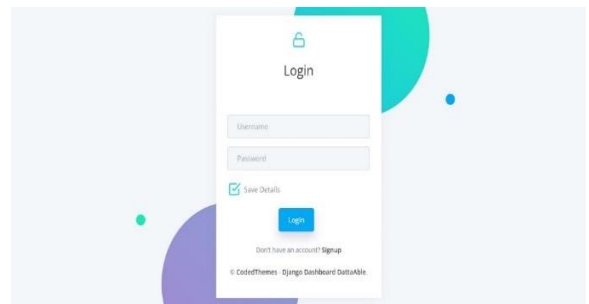 Login
Username
Password
Save Details
Login
Don't have an account? Signup
© CodedThemes - Django Dashboard DattaAble